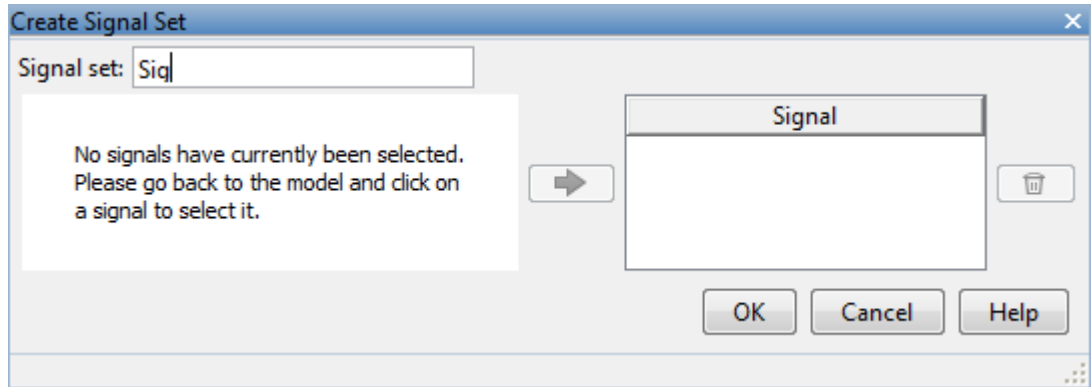 Create Signal Set
Signal set: Sig
No signals have currently been selected.
Please go back to the model and click on
a signal to select it.
Signal
OK Cancel Help